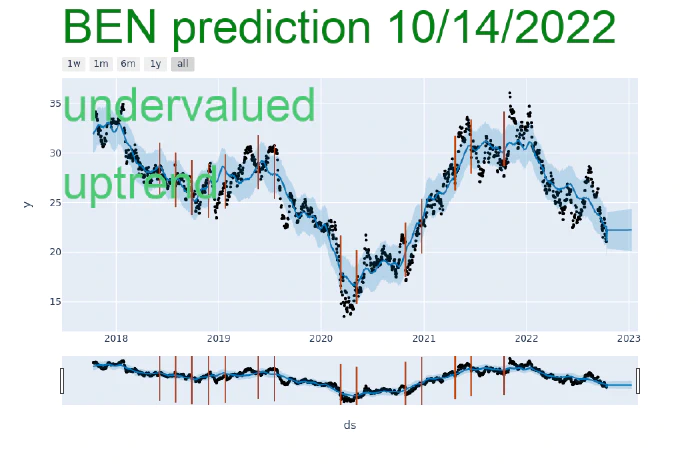 BEN prediction 10/14/2022
1w 1m 6m 1y all
undervalued
uptrend
35
30
25
20
15
y
2018 2019 2020 2021 2022 2023
ds